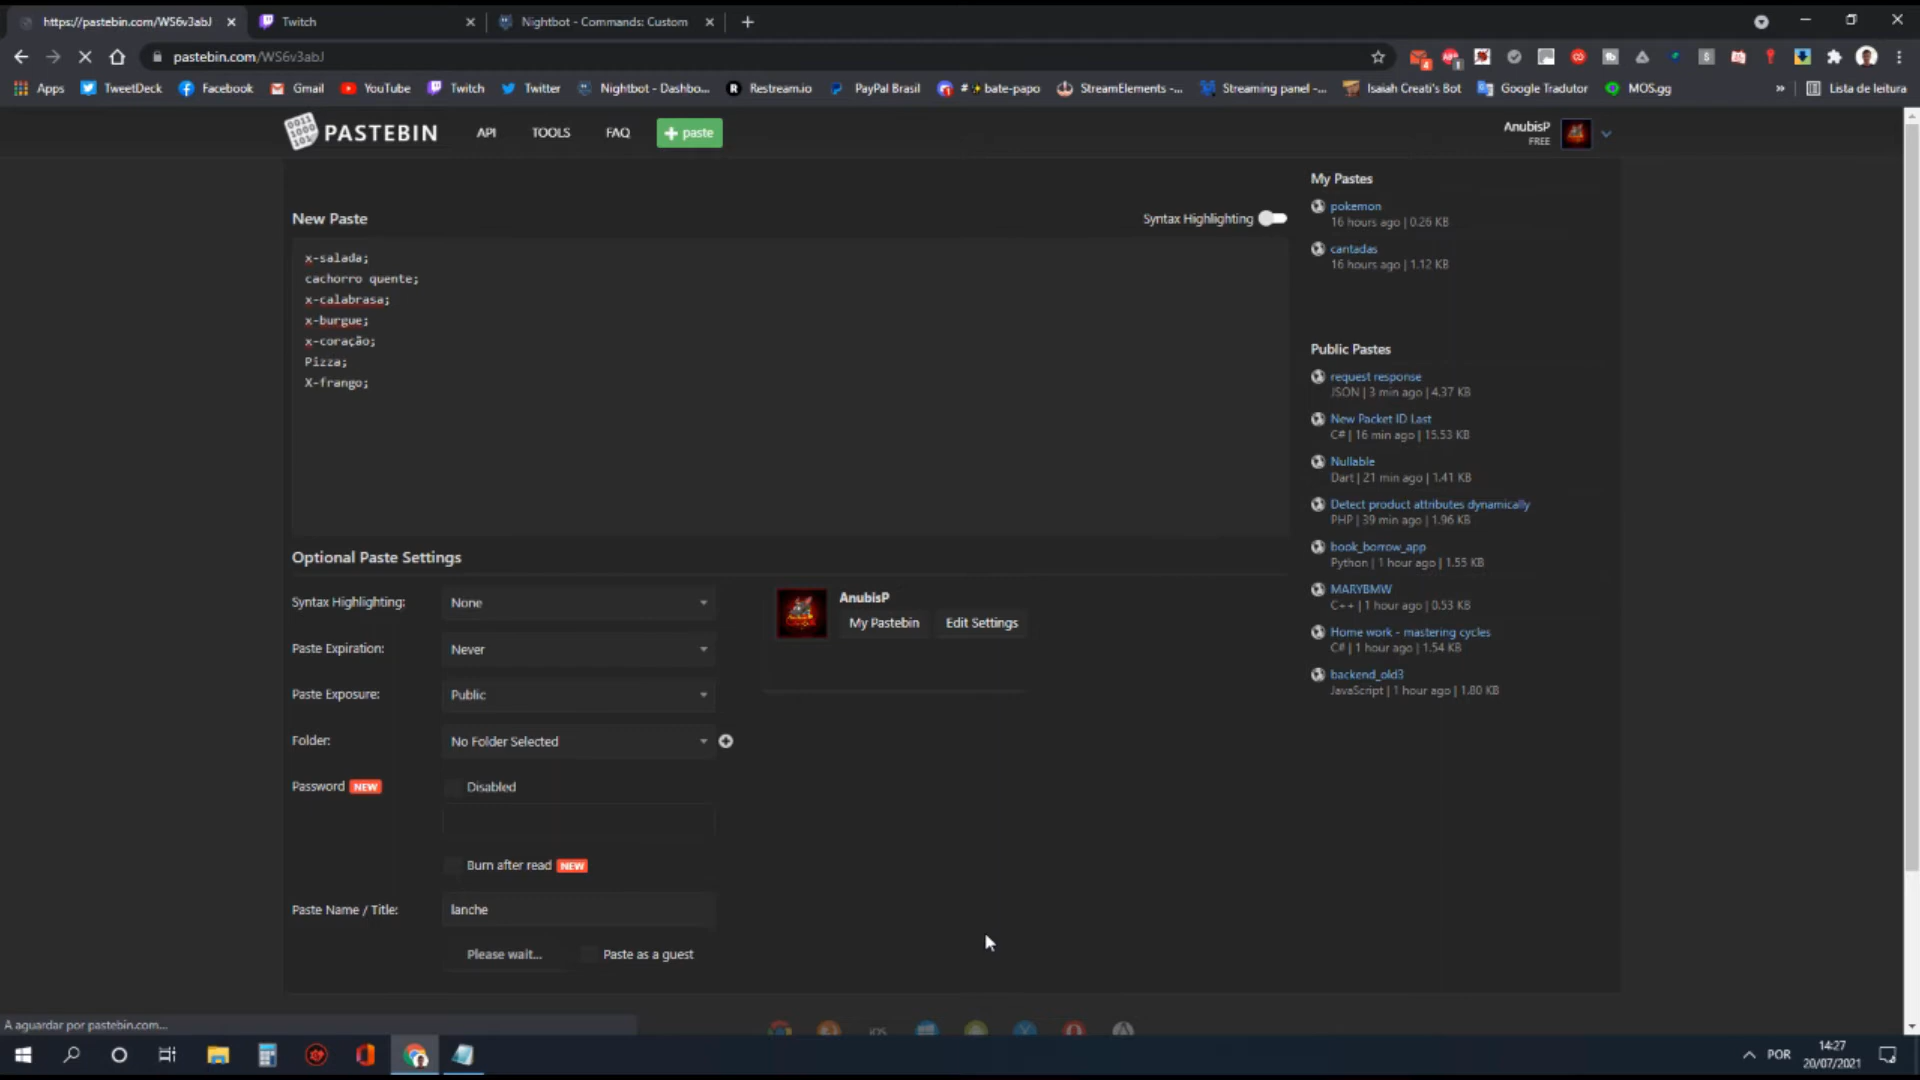 https://pastebin.com/WS6v3abJ
Twitch
Nightbot - Commands: Custom
pastebin.com/WS6v3abJ
Apps
TweetDeck
Facebook
Gmail
YouTube
Twitch
Twitter
Nightbot - Dashbo...
Restream.io
PayPal Brasil
bate-papo
StreamElements -...
Streaming panel -...
Isaiah Creati's Bot
Google Tradutor
MOS.gg
»
Lista de leitura
PASTEBIN
API
TOOLS
FAQ
+ paste
AnubisP
FREE
New Paste
Syntax Highlighting
x-salada;
cachorro quente;
x-calabrasa;
x-burgue;
x-coração;
Pizza;
X-frango;
My Pastes
pokemon
16 hours ago | 0.26 KB
cantadas
16 hours ago | 1.12 KB
Public Pastes
request response
JSON | 3 min ago | 4.37 KB
New Packet ID Last
C# | 16 min ago | 15.53 KB
Nullable
Dart | 21 min ago | 1.41 KB
Detect product attributes dynamically
PHP | 39 min ago | 1.96 KB
book_borrow_app
Python | 1 hour ago | 1.55 KB
MARYBMW
C++ | 1 hour ago | 0.53 KB
Home work - mastering cycles
C# | 1 hour ago | 1.54 KB
backend_old3
JavaScript | 1 hour ago | 1.80 KB
Optional Paste Settings
Syntax Highlighting:
None
Paste Expiration:
Never
Paste Exposure:
Public
Folder:
No Folder Selected
Password NEW
Disabled
Burn after read NEW
Paste Name / Title:
lanche
Please wait...
Paste as a guest
AnubisP
My Pastebin
Edit Settings
A aguardar por pastebin.com...
POR
14:27
20/07/2021